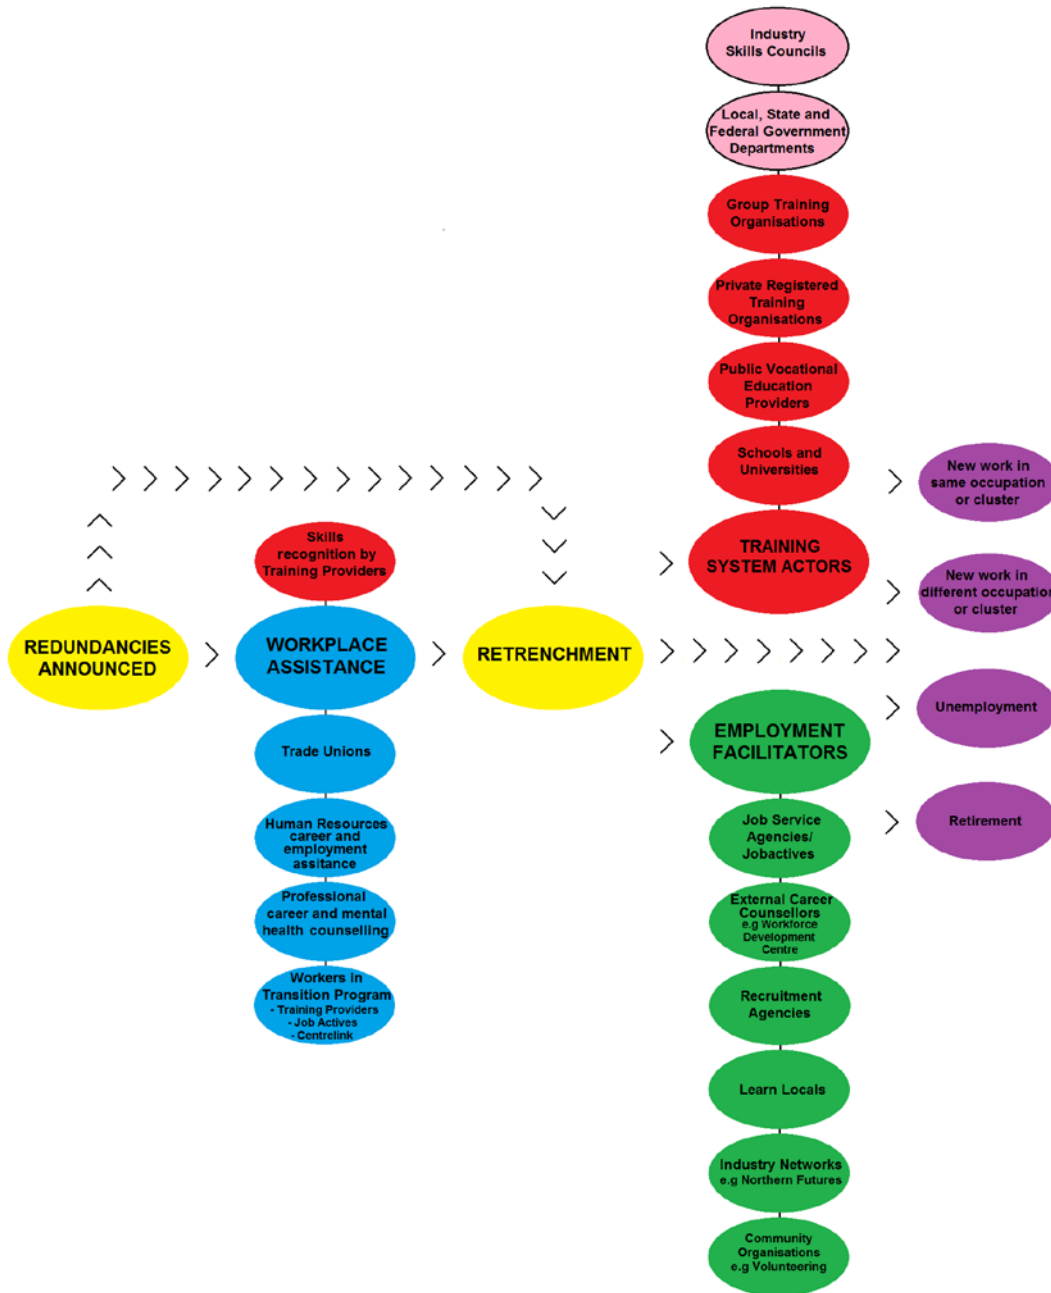 Industry
Skills Councils
Local, State and
Federal Government
Departments
Group Training
Organisations
Private Registered
Training
Organisations
Public Vocational
Education
Providers
Schools and
Universities
TRAINING
SYSTEM ACTORS
New work in
same occupation
or cluster
New work in
different occupation
or cluster
Unemployment
Retirement
Skills
recognition by
Training Providers
REDUNDANCIES
ANNOUNCED
WORKPLACE
ASSISTANCE
RETRENCHMENT
Trade Unions
Human Resources
career and
employment
assitance
Professional
career and mental
health counselling
Workers in
Transition Program
- Training Providers
- Job Actives
- Centrelink
EMPLOYMENT
FACILITATORS
Job Service
Agencies/
Jobactives
External Career
Counsellors
e.g Workforce
Development
Centre
Recruitment
Agencies
Learn Locals
Industry Networks
e.g Northern Futures
Community
Organisations
e.g Volunteering